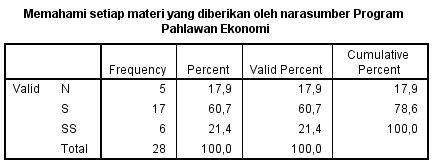 Memahami setiap materi yang diberikan oleh narasumber Program
Pahlawan Ekonomi
Frequency Percent Valid Percent Cumulative Percent
Valid N 5 17,9 17,9 17,9
S 17 60,7 60,7 78,6
SS 6 21,4 21,4 100,0
Total 28 100,0 100,0